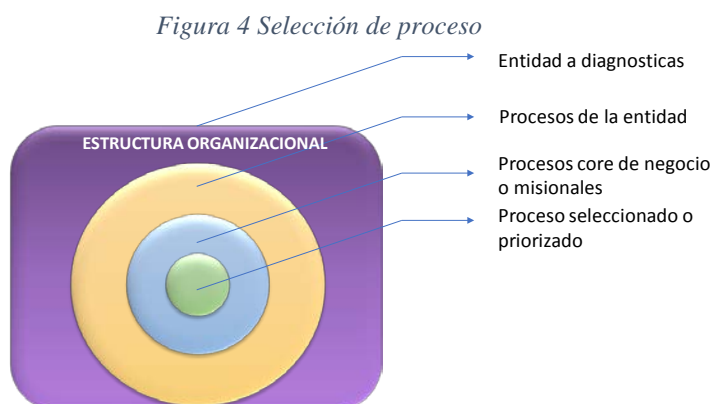 Figura 4 Selección de proceso
Entidad a diagnosticas
Procesos de la entidad
ESTRUCTURA ORGANIZACIONAL
Procesos core de negocio
o misionales
Proceso seleccionado o
priorizado